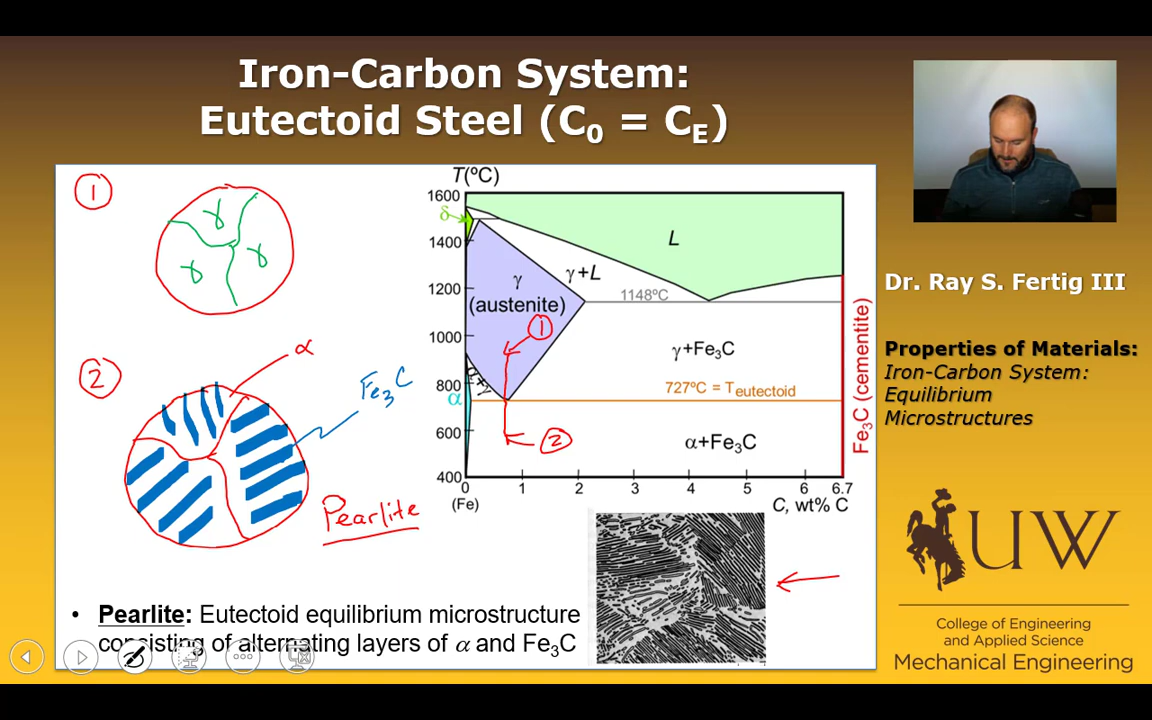 Iron-Carbon System:
Eutectoid Steel (C₀ = C_E)
1
γ
γ
γ
2
α
Fe₃C
Pearlite
T(ºC)
1600
1400
1200
1000
800
600
400
δ
L
γ+L
γ
(austenite)
1148ºC
1
γ+Fe₃C
α+γ
α
727ºC = T_eutectoid
2
α+Fe₃C
Fe₃C (cementite)
0
1
2
3
4
5
6
6.7
(Fe)
C, wt% C
• Pearlite: Eutectoid equilibrium microstructure
consisting of alternating layers of α and Fe₃C
Dr. Ray S. Fertig III
Properties of Materials:
Iron-Carbon System:
Equilibrium
Microstructures
UW
College of Engineering
and Applied Science
Mechanical Engineering